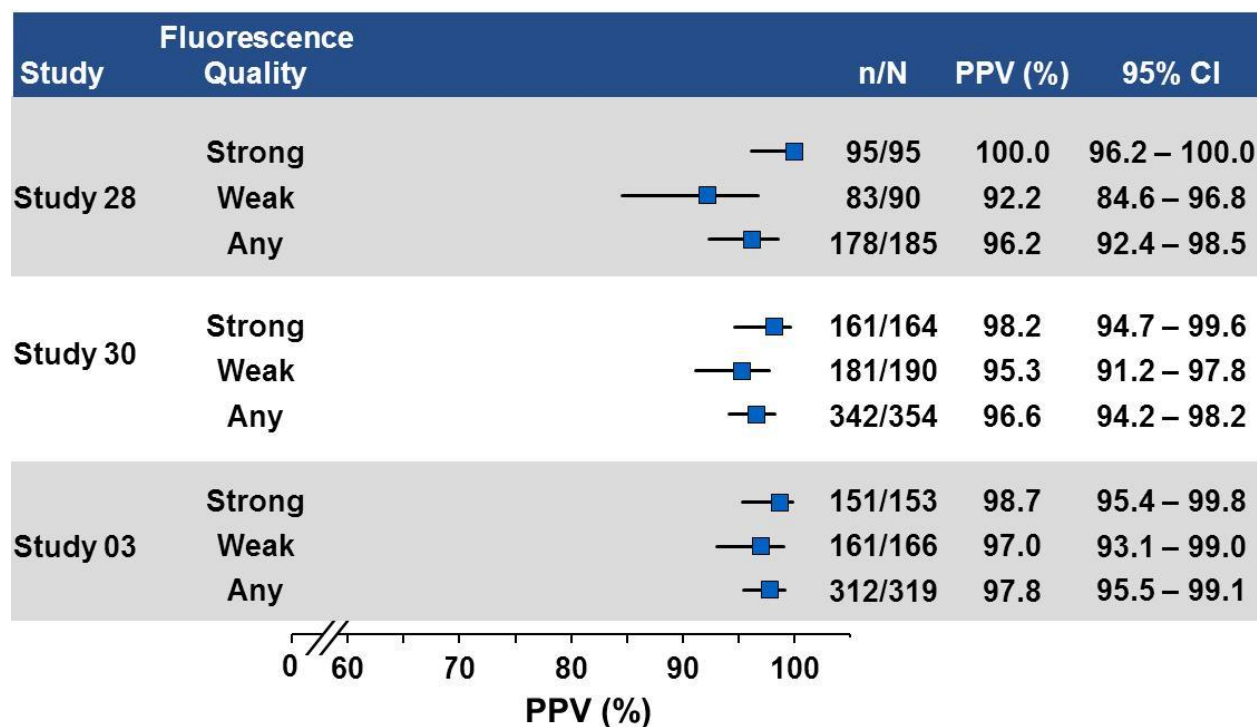 Study Fluorescence Quality n/N PPV (%) 95% CI
Strong 95/95 100.0 96.2 – 100.0
Study 28 Weak 83/90 92.2 84.6 – 96.8
Any 178/185 96.2 92.4 – 98.5
Strong 161/164 98.2 94.7 – 99.6
Study 30 Weak 181/190 95.3 91.2 – 97.8
Any 342/354 96.6 94.2 – 98.2
Strong 151/153 98.7 95.4 – 99.8
Study 03 Weak 161/166 97.0 93.1 – 99.0
Any 312/319 97.8 95.5 – 99.1
0 60 70 80 90 100
PPV (%)